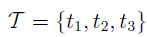 𝒯 = {t₁, t₂, t₃}